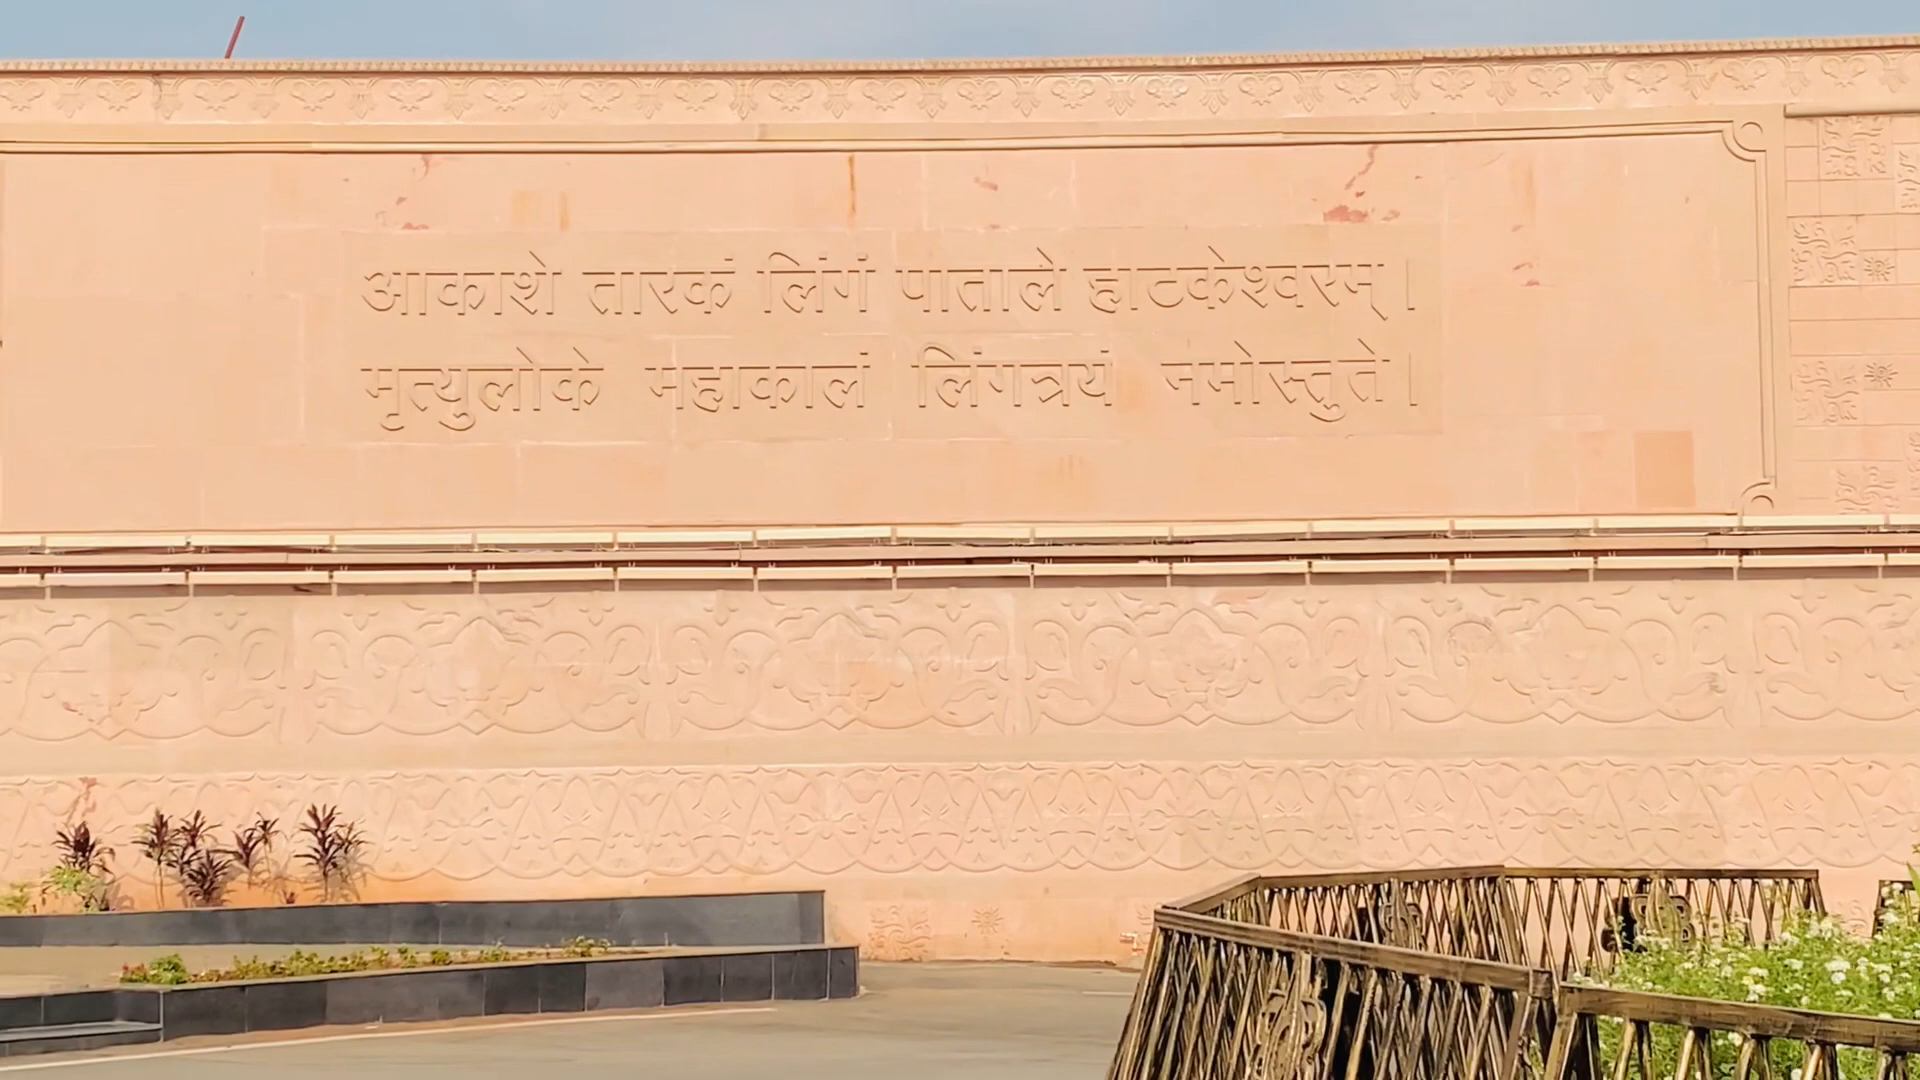 आकाशे तारकं लिंगं पाताले हाटकेश्वरम् ।
मृत्युलोके महाकालं लिंगत्रयं नमोस्तुते ।